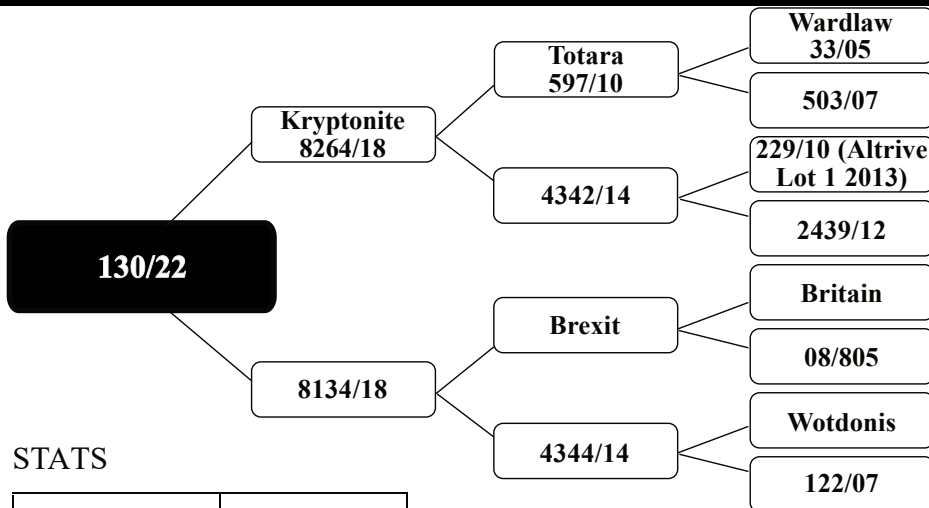 130/22
Kryptonite
8264/18
8134/18
Totara
597/10
4342/14
Brexit
4344/14
Wardlaw
33/05
503/07
229/10 (Altrive
Lot 1 2013)
2439/12
Britain
08/805
Wotdonis
122/07
STATS